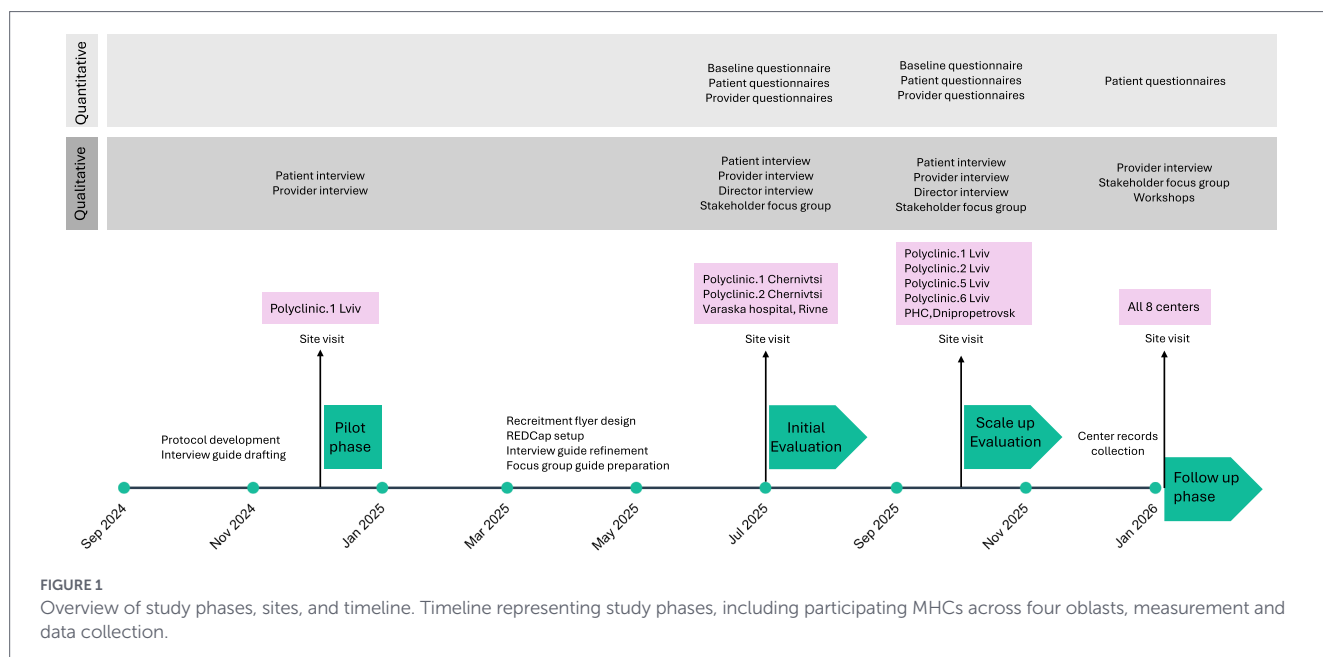 Quantitative
Baseline questionnaire
Patient questionnaires
Provider questionnaires
Baseline questionnaire
Patient questionnaires
Provider questionnaires
Patient questionnaires
Qualitative
Patient interview
Provider interview
Patient interview
Provider interview
Director interview
Stakeholder focus group
Patient interview
Provider interview
Director interview
Stakeholder focus group
Provider interview
Stakeholder focus group
Workshops
Polyclinic.1 Lviv
Site visit
Polyclinic.1 Chernivtsi
Polyclinic.2 Chernivtsi
Varaska hospital, Rivne
Site visit
Polyclinic.1 Lviv
Polyclinic.2 Lviv
Polyclinic.5 Lviv
Polyclinic.6 Lviv
PHC,Dnipropetrovsk
Site visit
All 8 centers
Site visit
Protocol development
Interview guide drafting
Pilot
phase
Recruitment flyer design
REDCap setup
Interview guide refinement
Focus group guide preparation
Initial
Evaluation
Scale up
Evaluation
Center records
collection
Follow up
phase
Sep 2024
Nov 2024
Jan 2025
Mar 2025
May 2025
Jul 2025
Sep 2025
Nov 2025
Jan 2026
FIGURE 1
Overview of study phases, sites, and timeline. Timeline representing study phases, including participating MHCs across four oblasts, measurement and
data collection.